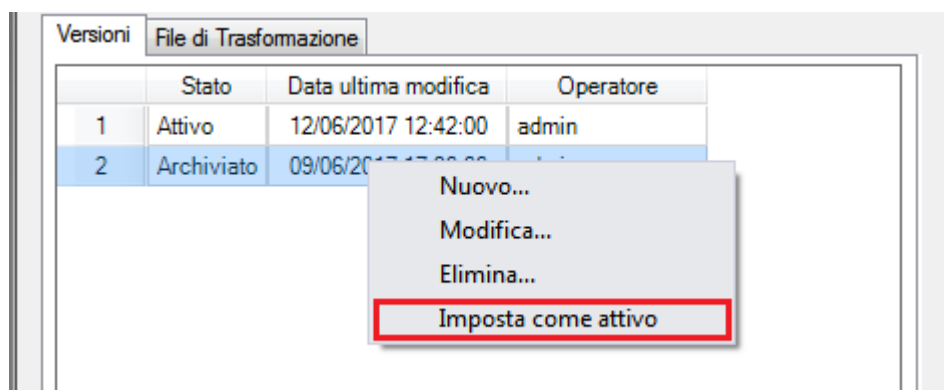 Versioni File di Trasformazione
Stato Data ultima modifica Operatore
1 Attivo 12/06/2017 12:42:00 admin
2 Archiviato
Nuovo...
Modifica...
Elimina...
Imposta come attivo